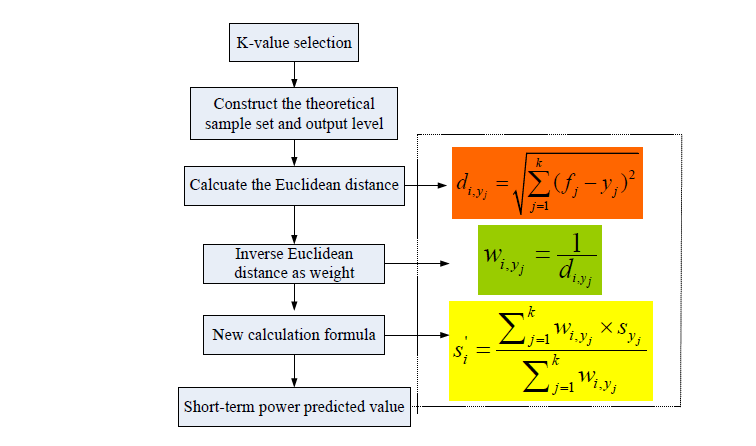 K-value selection
Construct the theoretical
sample set and output level
Calcuate the Euclidean distance
d_{i,y_j} = \sqrt{\sum_{j=1}^{k} (f_j - y_j)^2}
Inverse Euclidean
distance as weight
w_{i,y_j} = \frac{1}{d_{i,y_j}}
New calculation formula
s_i^{'} = \frac{\sum_{j=1}^{k} w_{i,y_j} \times s_{y_j}}{\sum_{j=1}^{k} w_{i,y_j}}
Short-term power predicted value